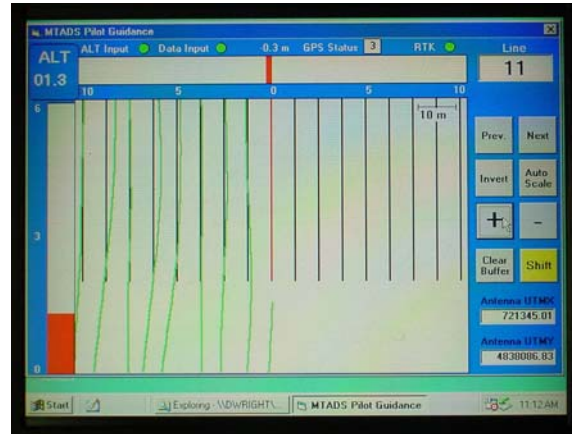 MTADS Pilot Guidance
ALT
01.3
ALT Input
Data Input
-0.3 m
GPS Status
3
RTK
Line
11
10 5 0 5 10
6
10 m
3
0
Prev.
Next
Invert
Auto
Scale
+
-
Clear
Buffer
Shift
Antenna UTMX
721345.01
Antenna UTMY
4838086.83
Start
Exploring - \\DWRIGHT\...
MTADS Pilot Guidance
11:12 AM